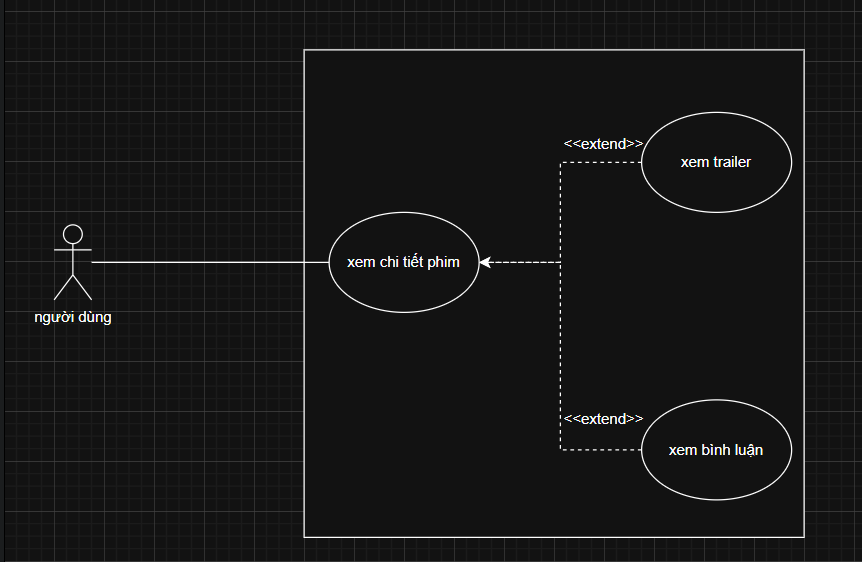 <<extend>>
xem trailer
xem chi tiết phim
người dùng
<<extend>>
xem bình luận